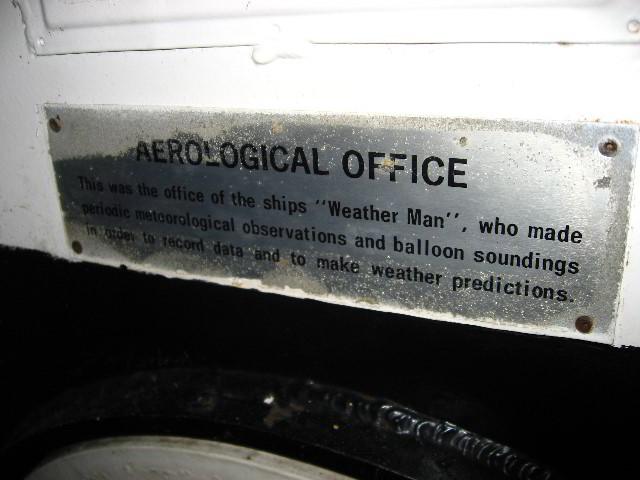 AEROLOGICAL OFFICE
This was the office of the ships "Weather Man", who made
periodic meteorological observations and balloon soundings
in order to record data and to make weather predictions.